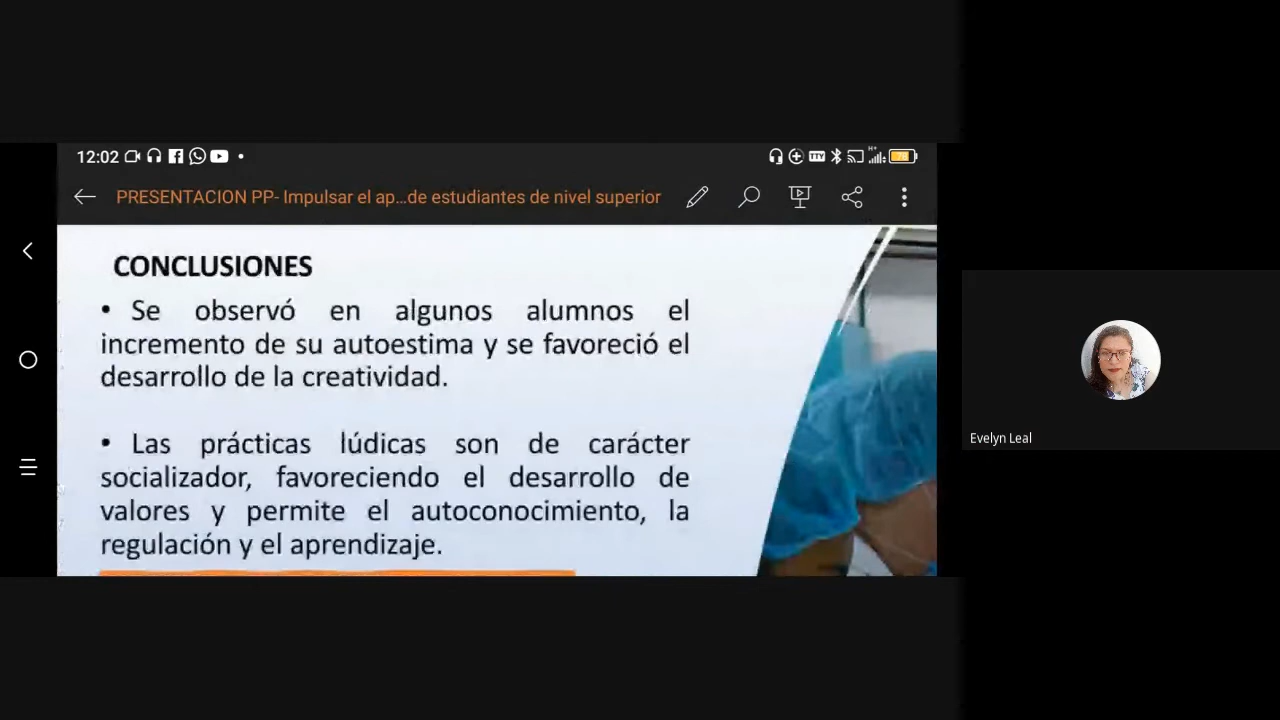 12:02
TTY
H+
78
PRESENTACION PP- Impulsar el ap...de estudiantes de nivel superior
CONCLUSIONES
• Se observó en algunos alumnos el
incremento de su autoestima y se favoreció el
desarrollo de la creatividad.
• Las prácticas lúdicas son de carácter
socializador, favoreciendo el desarrollo de
valores y permite el autoconocimiento, la
regulación y el aprendizaje.
Evelyn Leal